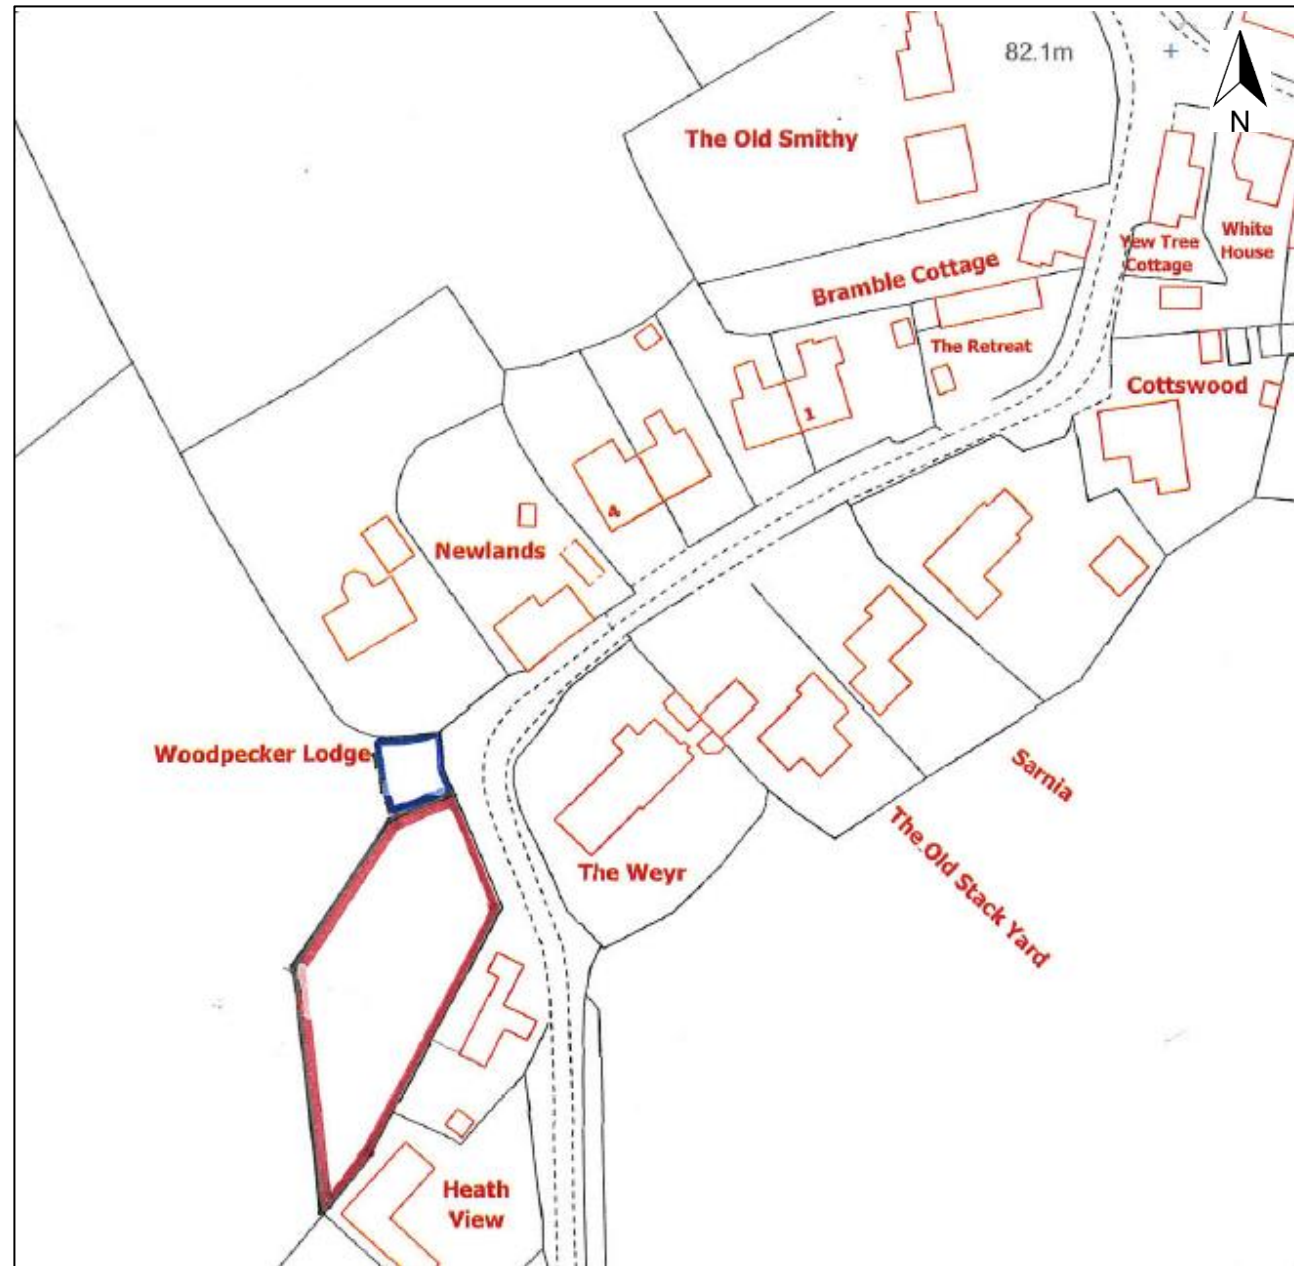 82.1m
N
The Old Smithy
Yew Tree
Cottage
White
House
Bramble Cottage
The Retreat
1
Cottswood
4
Newlands
Woodpecker Lodge
Sarnia
The Old Stack Yard
The Weyr
Heath
View